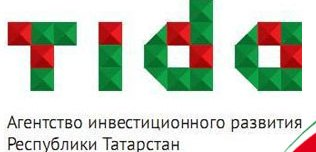 TIDA
Агентство инвестиционного развития
Республики Татарстан